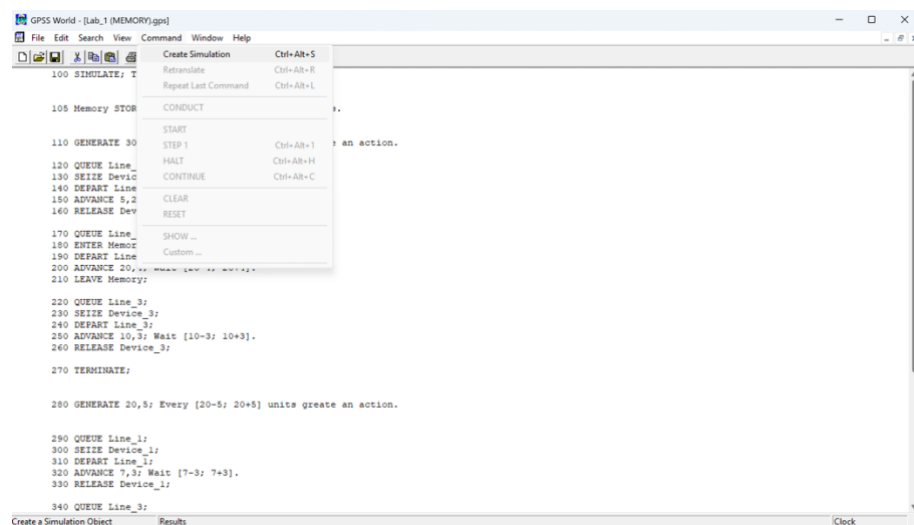 GPSS World - [Lab_1 (MEMORY).gps]
File Edit Search View Command Window Help
Create Simulation Ctrl+Alt+S
Retranslate Ctrl+Alt+R
Repeat Last Command Ctrl+Alt+L
CONDUCT
START
STEP 1 Ctrl+Alt+1
HALT Ctrl+Alt+H
CONTINUE Ctrl+Alt+C
CLEAR
RESET
SHOW ...
Custom ...
100 SIMULATE; T
105 Memory STOR
110 GENERATE 30 an action.
120 QUEUE Line_
130 SEIZE Devic
140 DEPART Line
150 ADVANCE 5,2
160 RELEASE Dev
170 QUEUE Line_
180 ENTER Memor
190 DEPART Line
200 ADVANCE 20,
210 LEAVE Memory;
220 QUEUE Line_3;
230 SEIZE Device_3;
240 DEPART Line_3;
250 ADVANCE 10,3; Wait [10-3; 10+3].
260 RELEASE Device_3;
270 TERMINATE;
280 GENERATE 20,5; Every [20-5; 20+5] units greate an action.
290 QUEUE Line_1;
300 SEIZE Device_1;
310 DEPART Line_1;
320 ADVANCE 7,3; Wait [7-3; 7+3].
330 RELEASE Device_1;
340 QUEUE Line_3;
Create a Simulation Object Results Clock